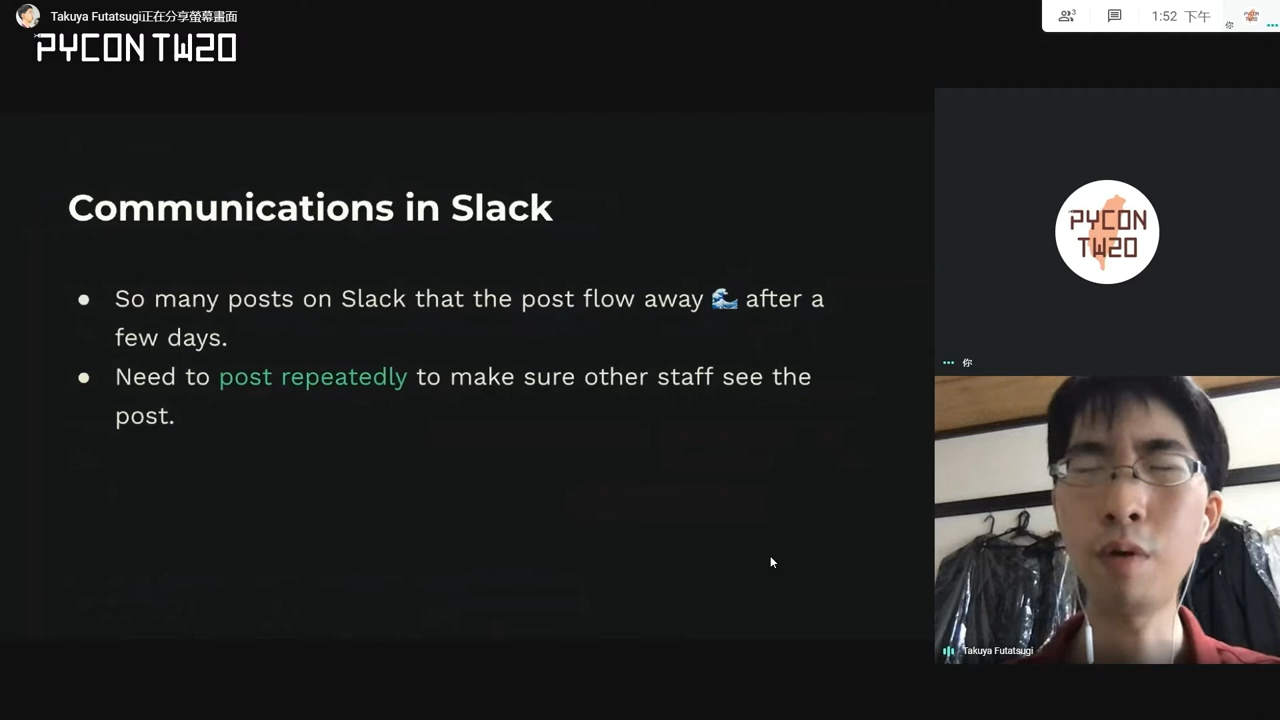 Takuya Futatsugi正在分享螢幕畫面
PYCON TW20
3
1:52 下午
你
Communications in Slack
● So many posts on Slack that the post flow away 🌊 after a
few days.
● Need to post repeatedly to make sure other staff see the
post.
PYCON
TW20
你
Takuya Futatsugi